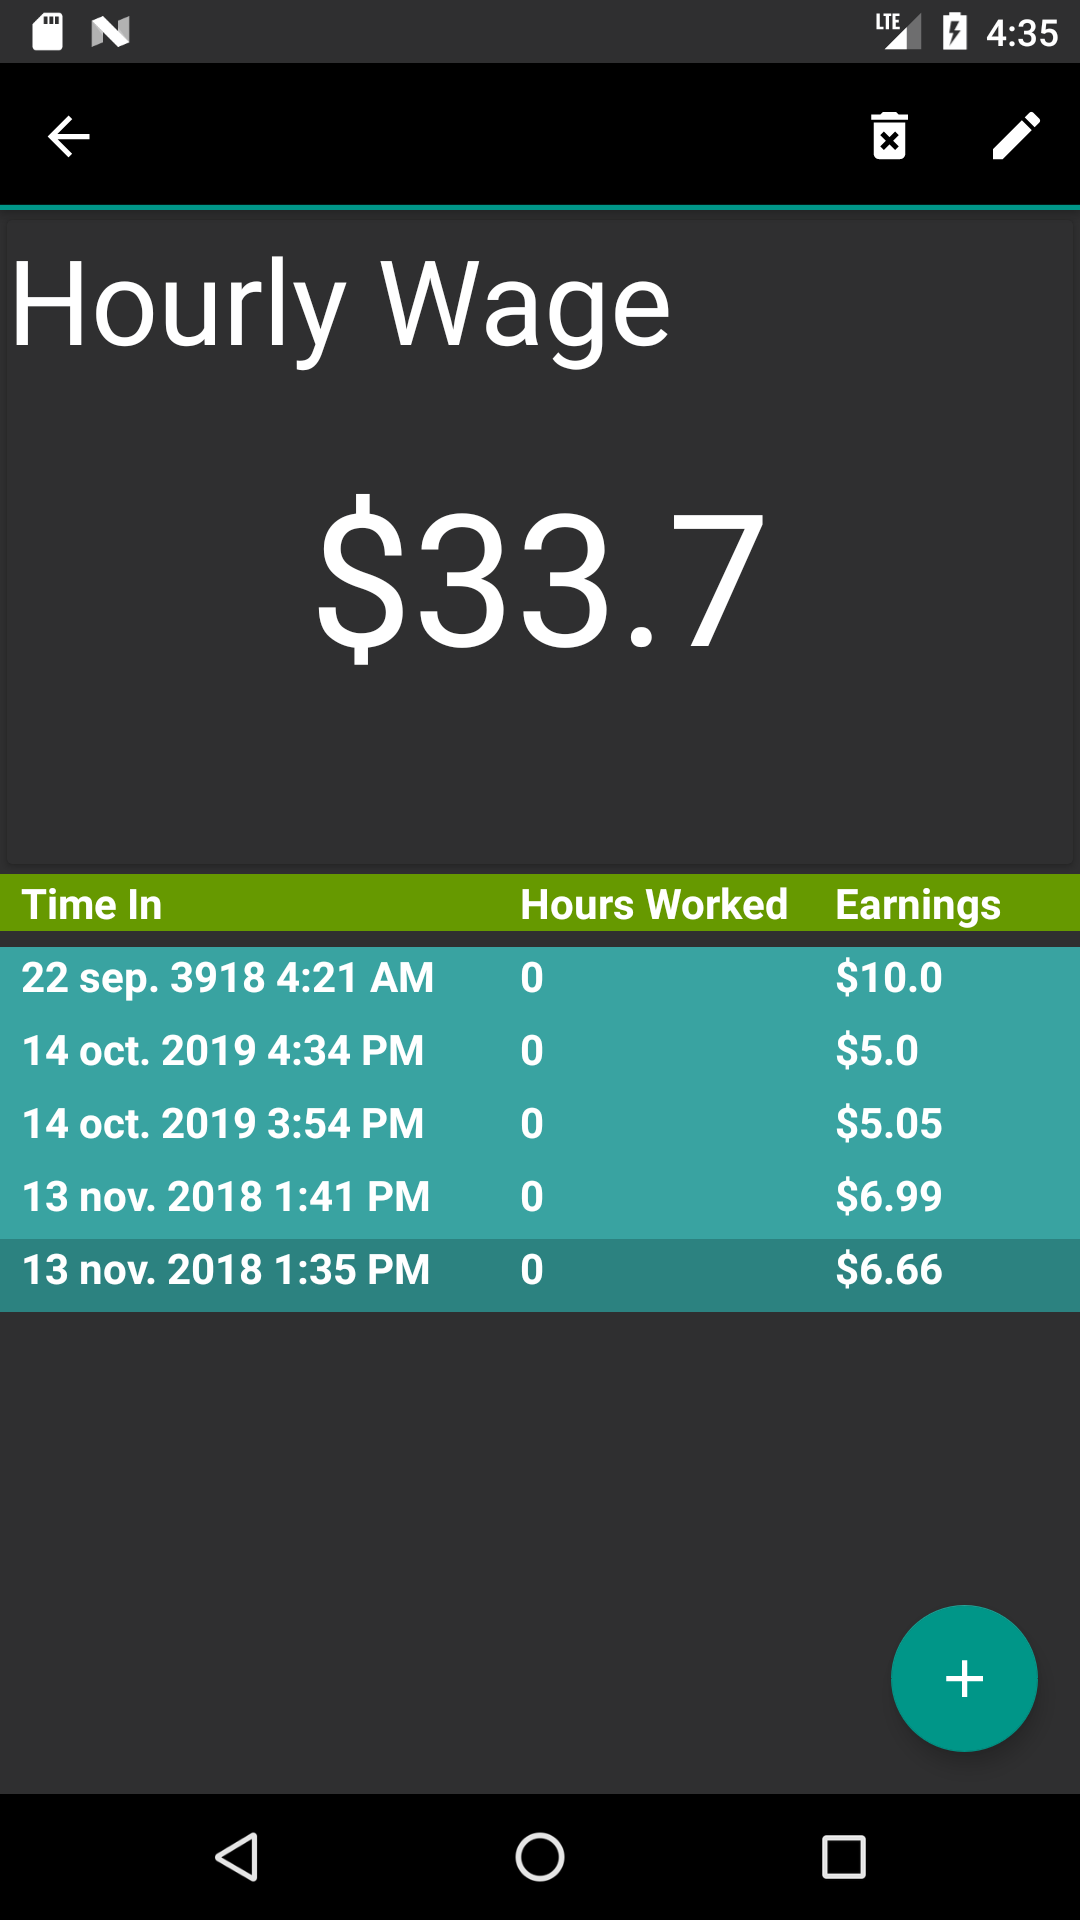 LTE 4:35
Hourly Wage
$33.7
Time In Hours Worked Earnings
22 sep. 3918 4:21 AM 0 $10.0
14 oct. 2019 4:34 PM 0 $5.0
14 oct. 2019 3:54 PM 0 $5.05
13 nov. 2018 1:41 PM 0 $6.99
13 nov. 2018 1:35 PM 0 $6.66